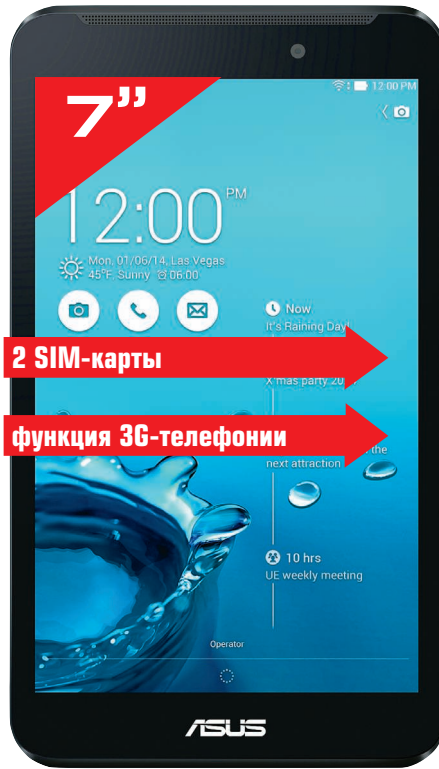 7”
12:00 PM
12:00 PM
Mon, 01/06/14, Las Vegas
45°F Sunny 06:00
Now
It's Raining Day!
2 SIM-карты
X'mas party 20
функция 3G-телефонии
the
next attraction
10 hrs
UE weekly meeting
Operator
ASUS